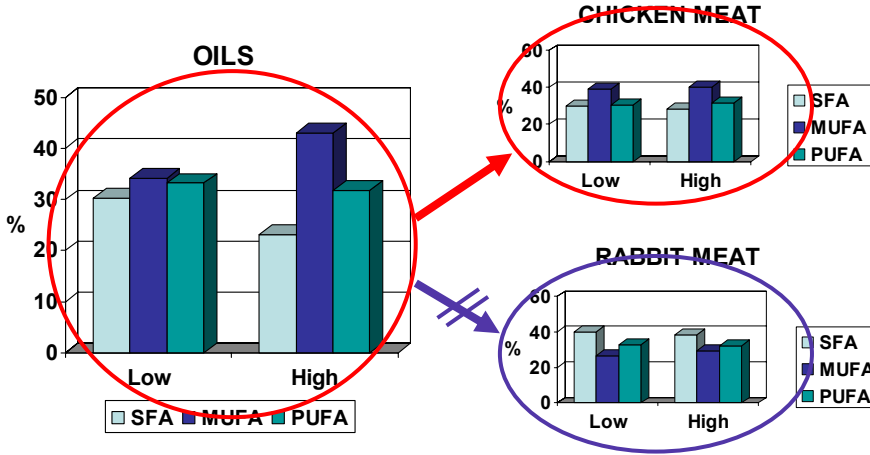 OILS
50
40
30
20
10
0
%
Low High
SFA MUFA PUFA
CHICKEN MEAT
60
40
20
0
%
Low High
SFA
MUFA
PUFA
RABBIT MEAT
60
40
20
0
%
Low High
SFA
MUFA
PUFA